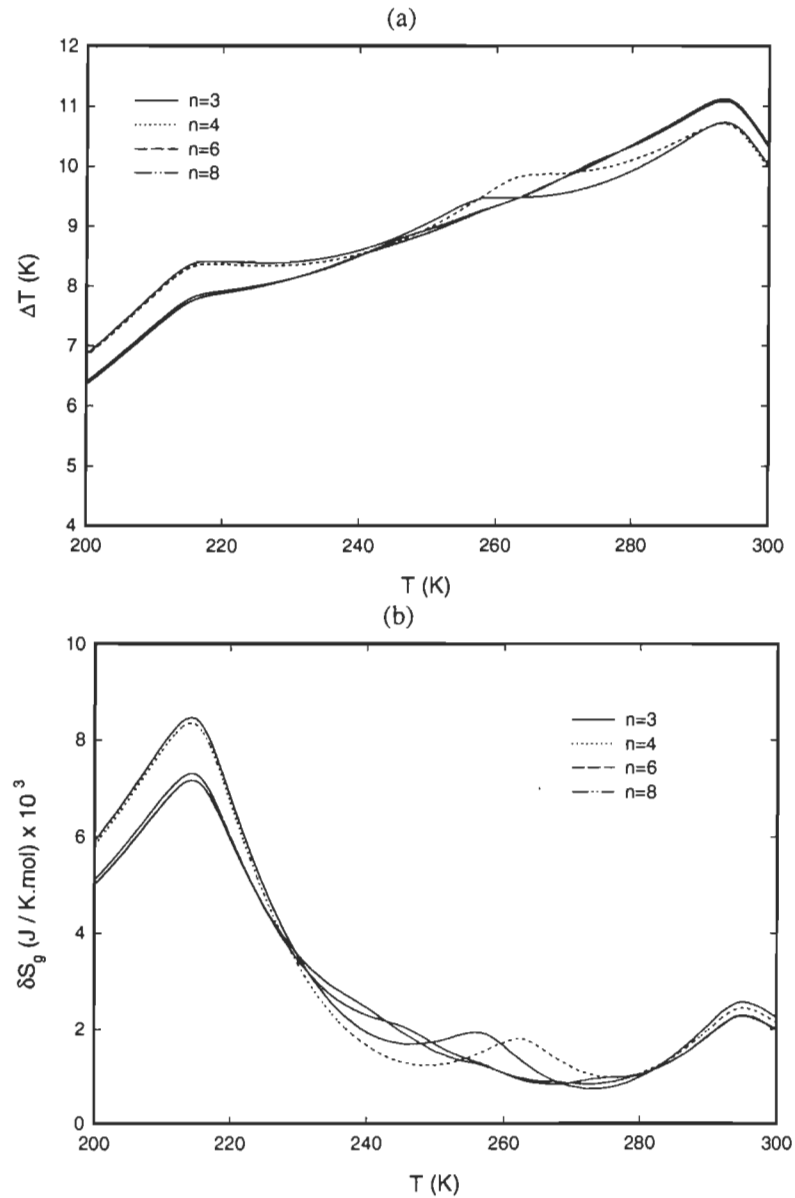 (a)
12
11
10
9
8
7
6
5
4
ΔT (K)
n=3
n=4
n=6
n=8
200 220 240 260 280 300
T (K)
(b)
10
8
6
4
2
0
δS_g (J / K.mol) x 10^3
n=3
n=4
n=6
n=8
200 220 240 260 280 300
T (K)